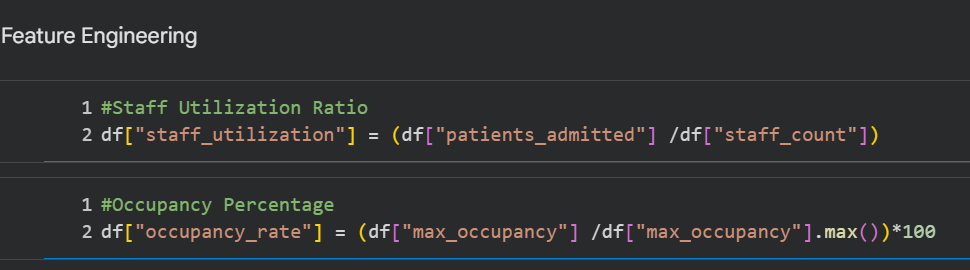 Feature Engineering
1 #Staff Utilization Ratio
2 df["staff_utilization"] = (df["patients_admitted"] /df["staff_count"])
1 #Occupancy Percentage
2 df["occupancy_rate"] = (df["max_occupancy"] /df["max_occupancy"].max())*100